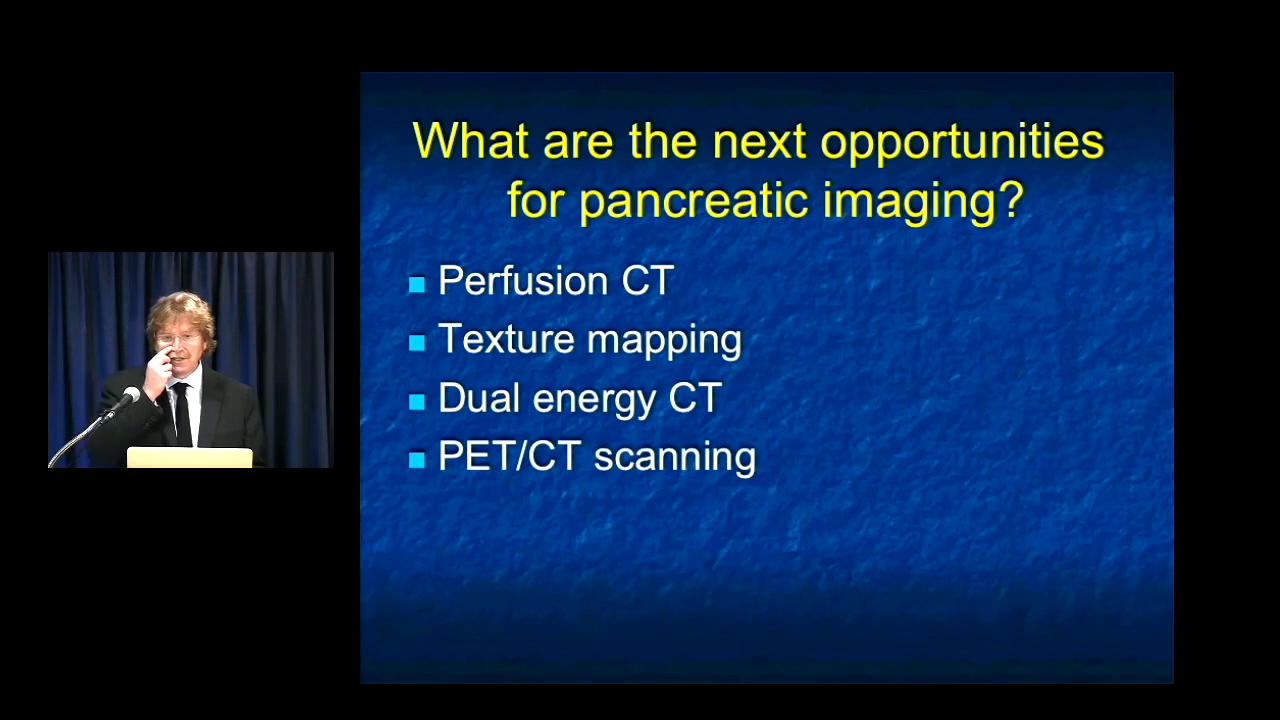 What are the next opportunities
for pancreatic imaging?
Perfusion CT
Texture mapping
Dual energy CT
PET/CT scanning